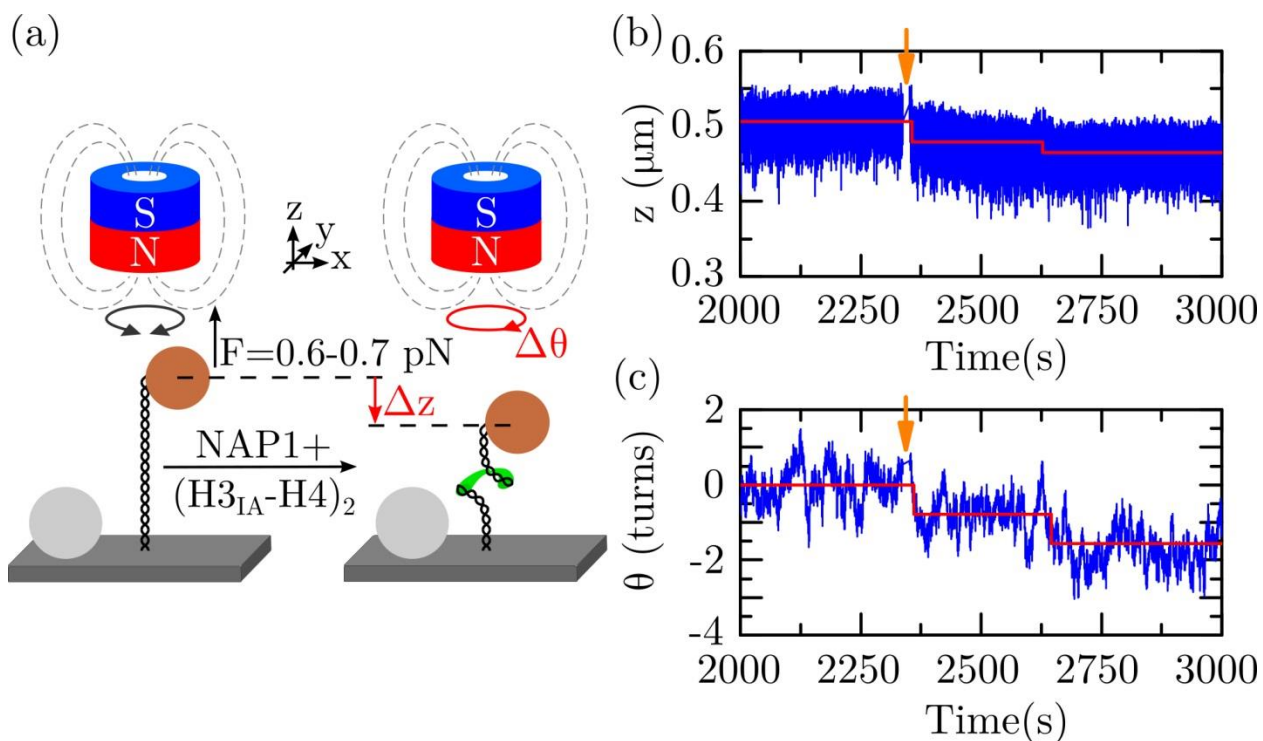 (a)
S
N
S
N
z
y
x
Δθ
F=0.6-0.7 pN
Δz
NAP1+
(H3IA-H4)2
(b)
0.6
0.5
0.4
0.3
z (μm)
2000 2250 2500 2750 3000
Time(s)
(c)
2
0
-2
-4
θ (turns)
2000 2250 2500 2750 3000
Time(s)